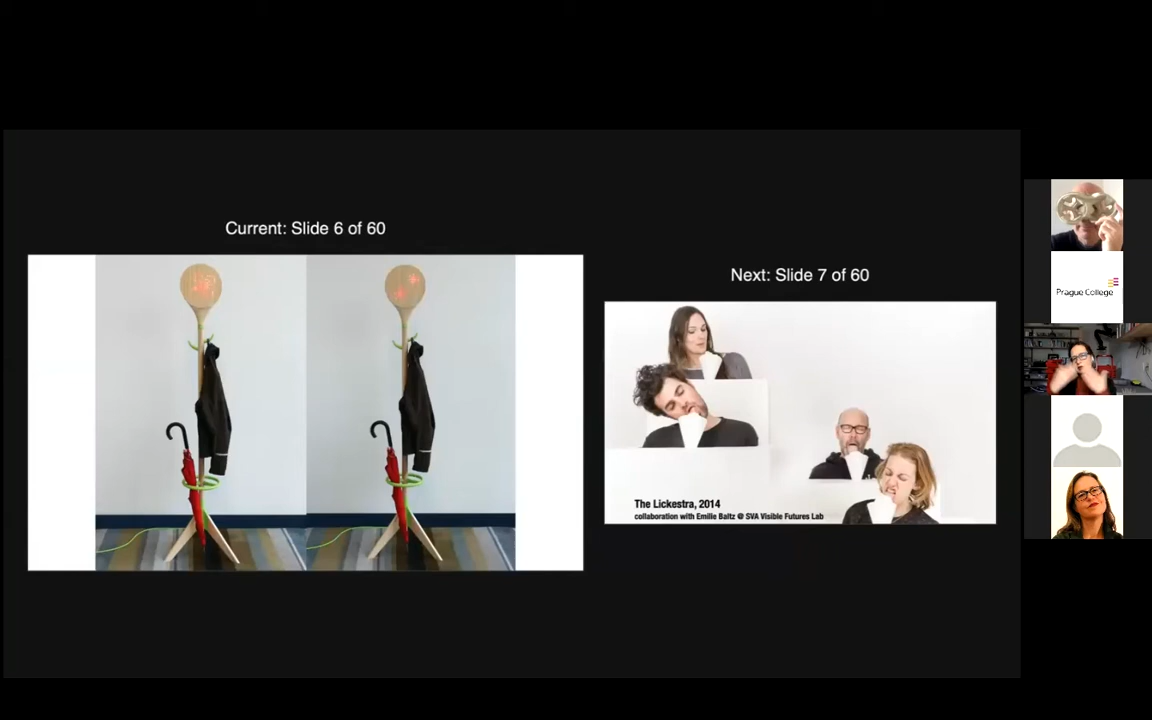 Current: Slide 6 of 60
Next: Slide 7 of 60
The Lickestra, 2014
collaboration with Emilie Baltz @ SVA Visible Futures Lab
Prague College